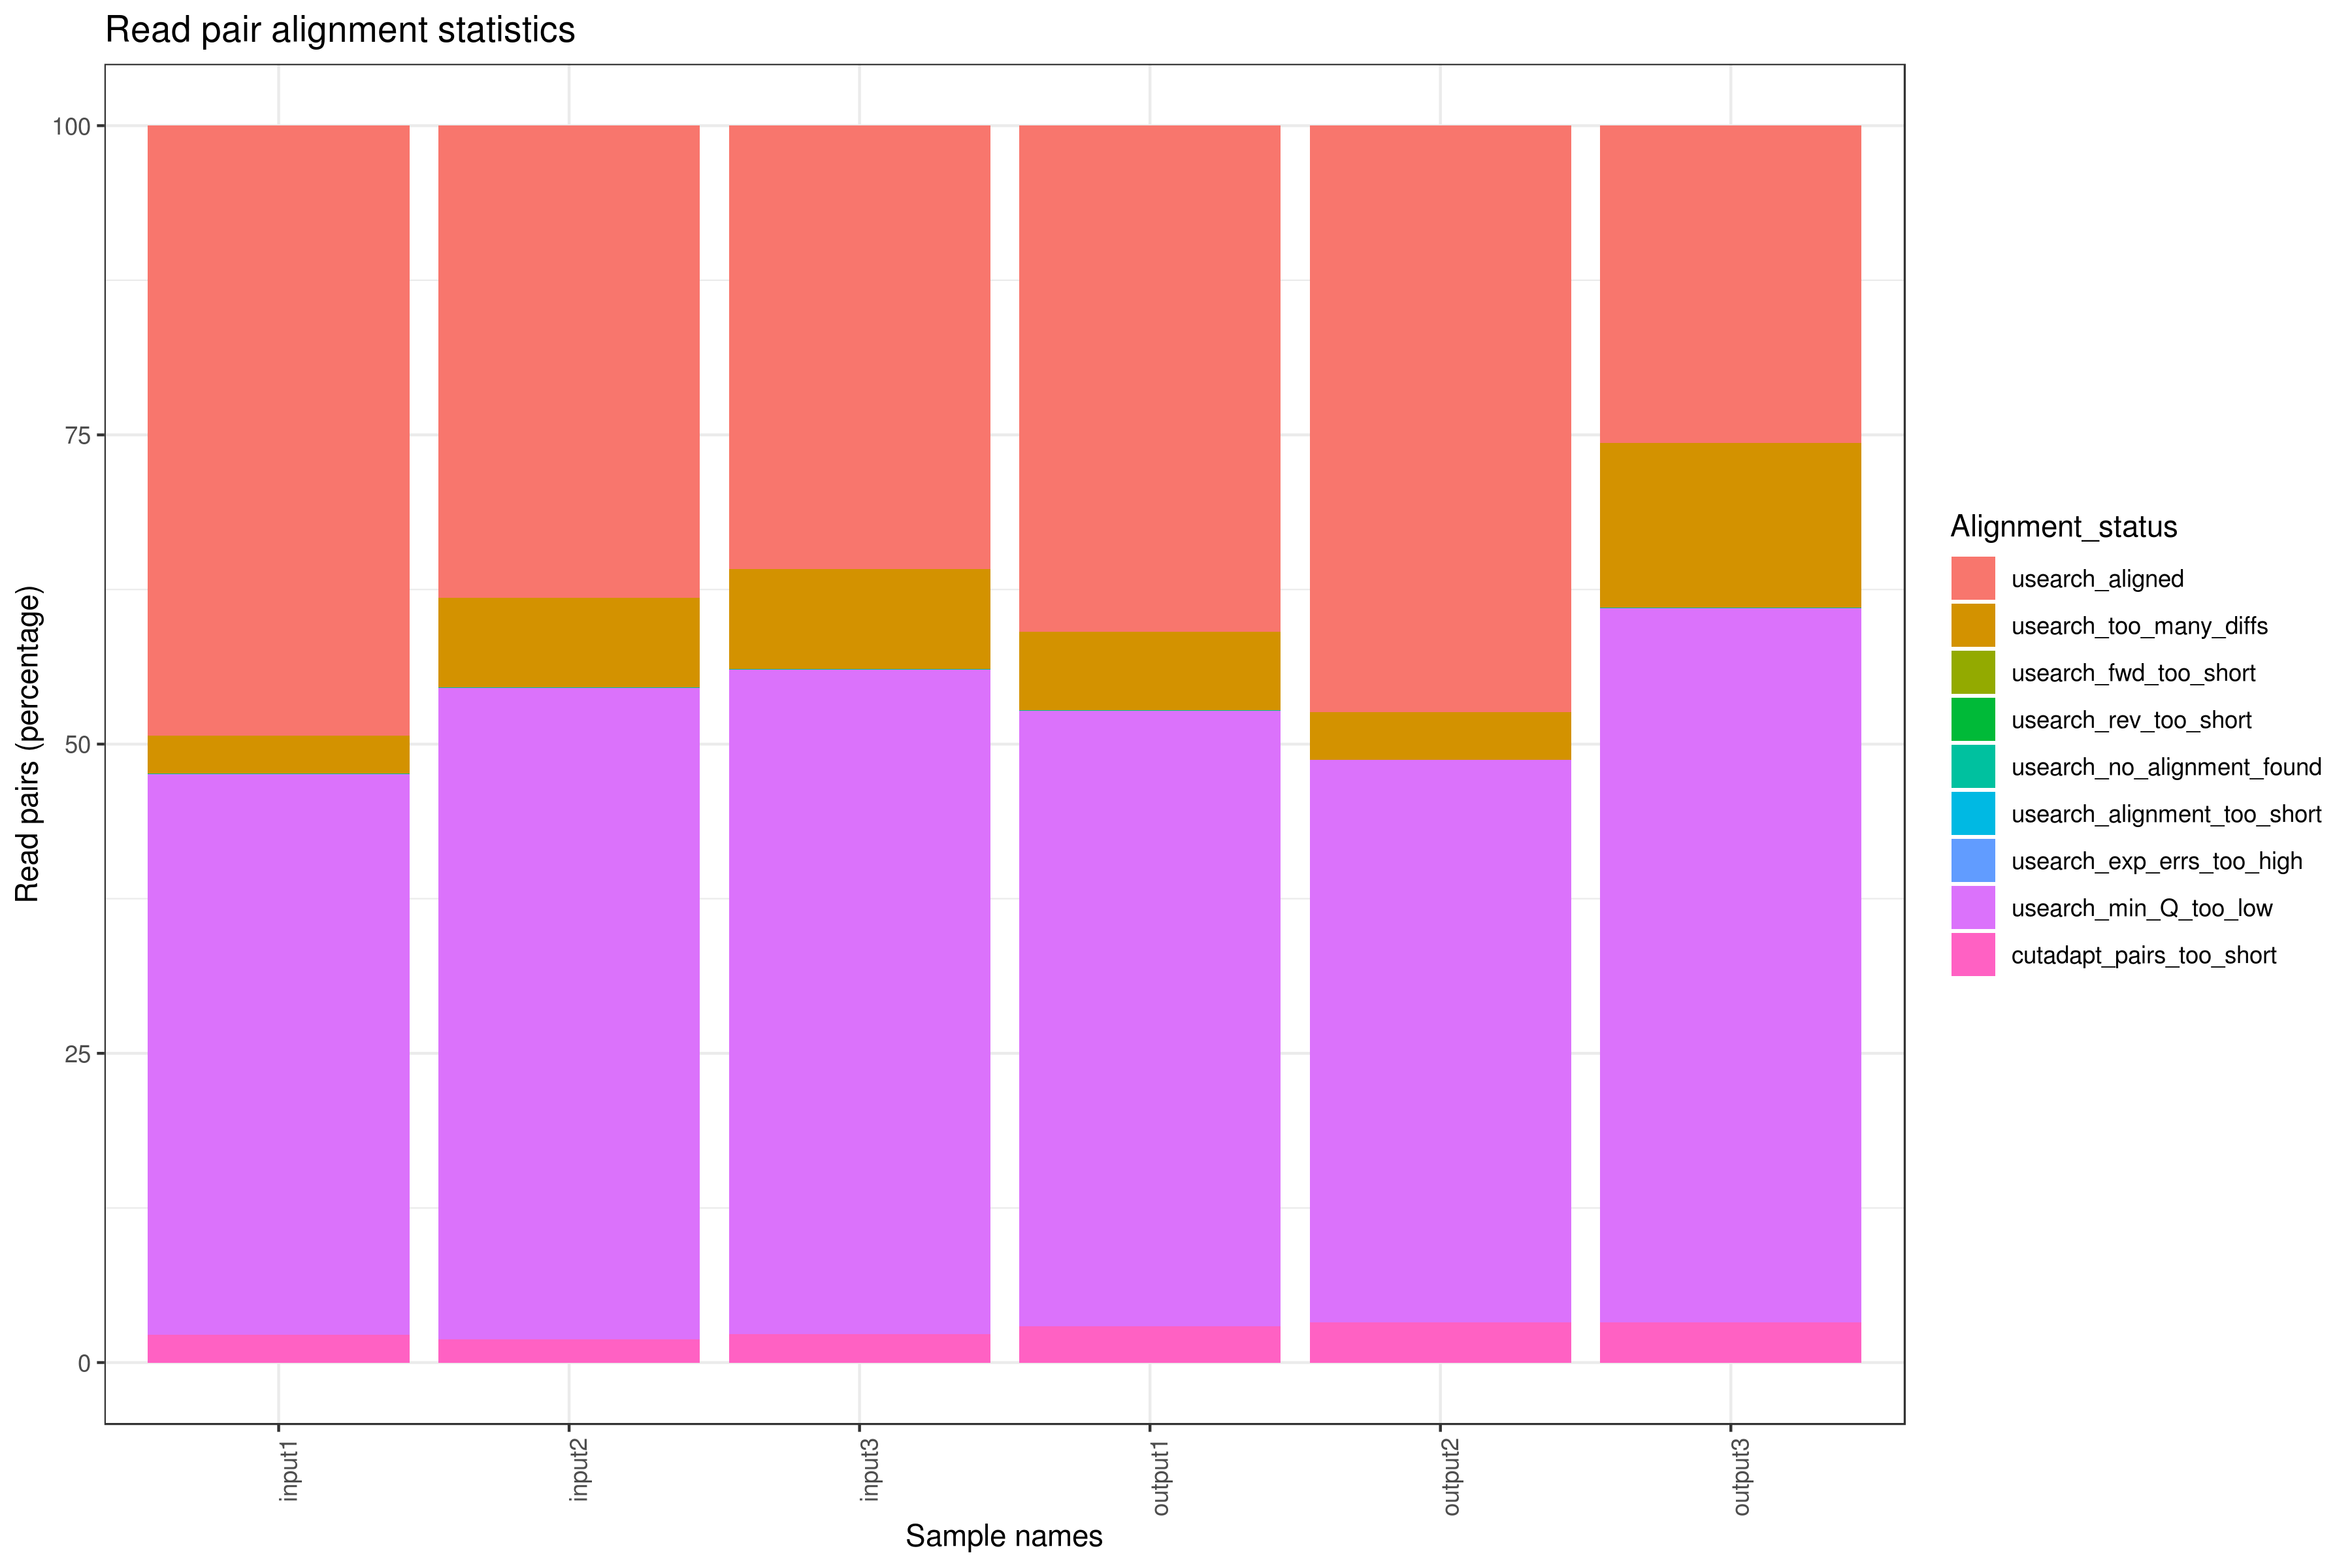 Read pair alignment statistics
Read pairs (percentage)
100
75
50
25
0
input1
input2
input3
output1
output2
output3
Sample names
Alignment_status
usearch_aligned
usearch_too_many_diffs
usearch_fwd_too_short
usearch_rev_too_short
usearch_no_alignment_found
usearch_alignment_too_short
usearch_exp_errs_too_high
usearch_min_Q_too_low
cutadapt_pairs_too_short